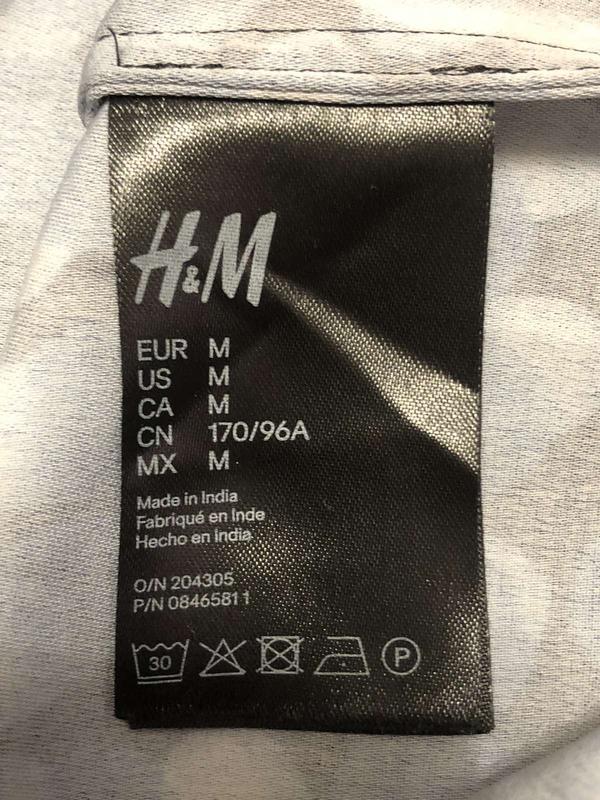 H&M
EUR M
US M
CA M
CN 170/96A
MX M
Made in India
Fabriqué en Inde
Hecho en India
O/N 204305
P/N 08465811
30 P